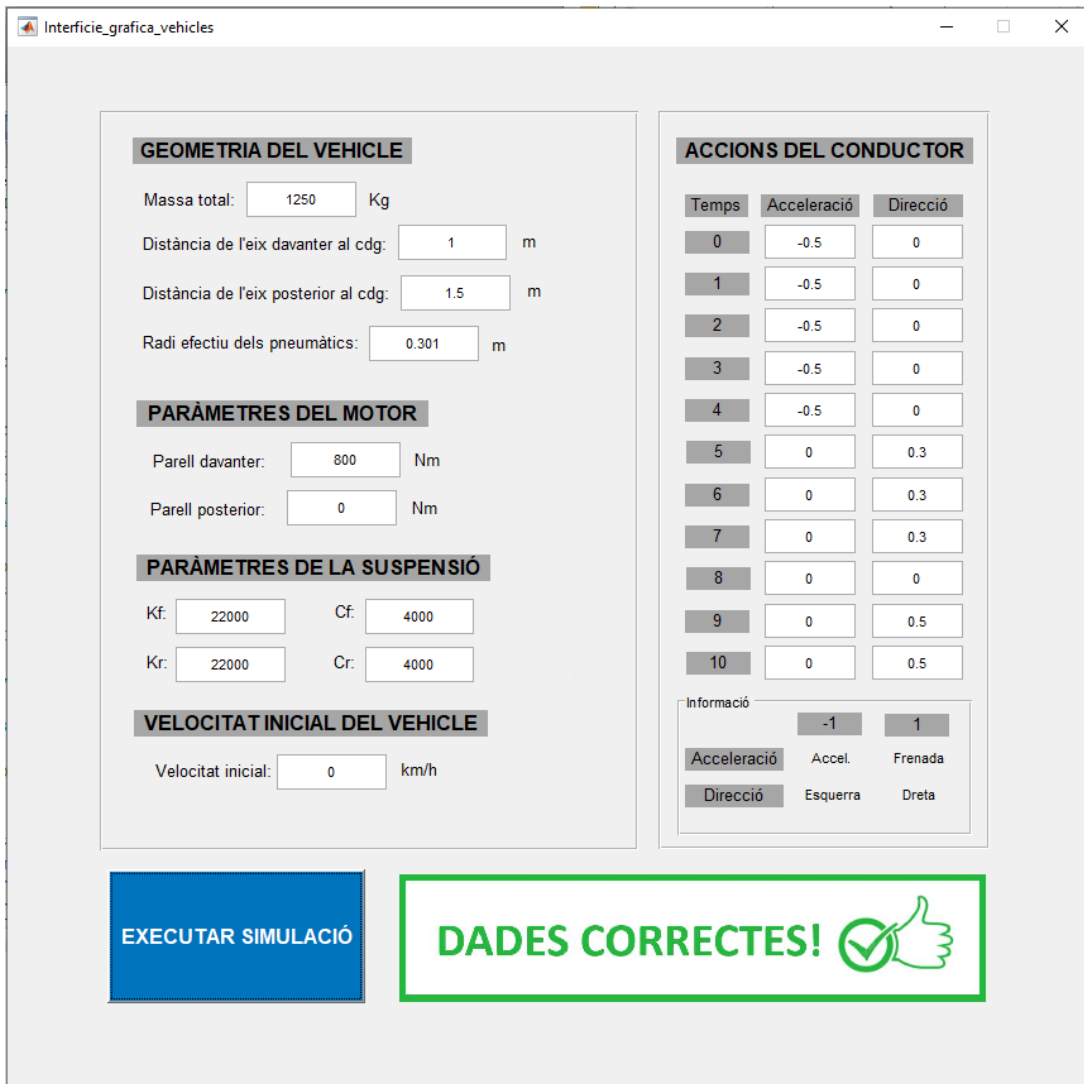 Interficie_grafica_vehicles
GEOMETRIA DEL VEHICLE
Massa total: 1250 Kg
Distància de l'eix davanter al cdg: 1 m
Distància de l'eix posterior al cdg: 1.5 m
Radi efectiu dels pneumàtics: 0.301 m
PARÀMETRES DEL MOTOR
Parell davanter: 800 Nm
Parell posterior: 0 Nm
PARÀMETRES DE LA SUSPENSIÓ
Kf: 22000 Cf: 4000
Kr: 22000 Cr: 4000
VELOCITAT INICIAL DEL VEHICLE
Velocitat inicial: 0 km/h
ACCIONS DEL CONDUCTOR
Temps Acceleració Direcció
0 -0.5 0
1 -0.5 0
2 -0.5 0
3 -0.5 0
4 -0.5 0
5 0 0.3
6 0 0.3
7 0 0.3
8 0 0
9 0 0.5
10 0 0.5
Informació
-1 1
Acceleració Accel. Frenada
Direcció Esquerra Dreta
EXECUTAR SIMULACIÓ
DADES CORRECTES!